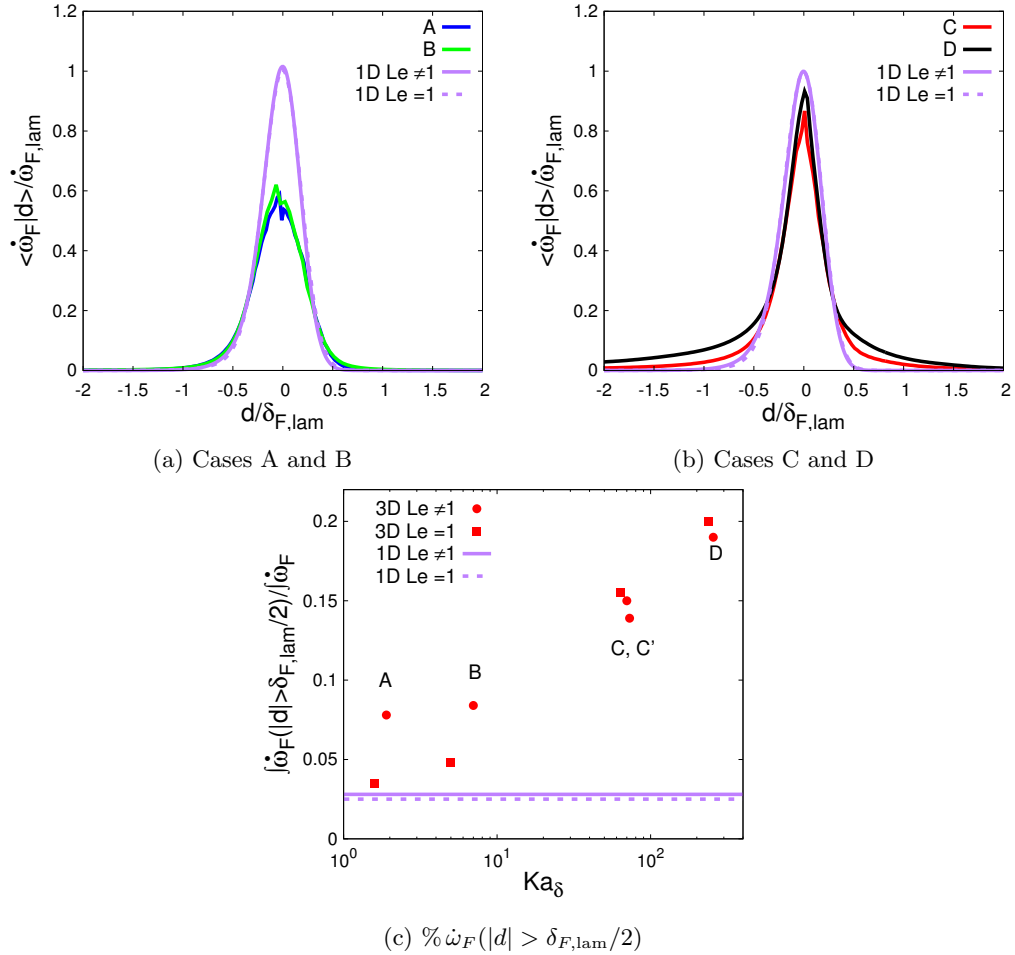 1.2
1
0.8
0.6
0.4
0.2
0
-2 -1.5 -1 -0.5 0 0.5 1 1.5 2
<ω̇F|d>/ω̇F,lam
d/δF,lam
A
B
1D Le ≠1
1D Le =1
(a) Cases A and B
1.2
1
0.8
0.6
0.4
0.2
0
-2 -1.5 -1 -0.5 0 0.5 1 1.5 2
<ω̇F|d>/ω̇F,lam
d/δF,lam
C
D
1D Le ≠1
1D Le =1
(b) Cases C and D
0.2
0.15
0.1
0.05
0
10⁰ 10¹ 10²
∫ω̇F(|d|>δF,lam/2)/∫ω̇F
Kaδ
3D Le ≠1
3D Le =1
1D Le ≠1
1D Le =1
A
B
C, C'
D
(c) % ω̇F(|d| > δF,lam/2)